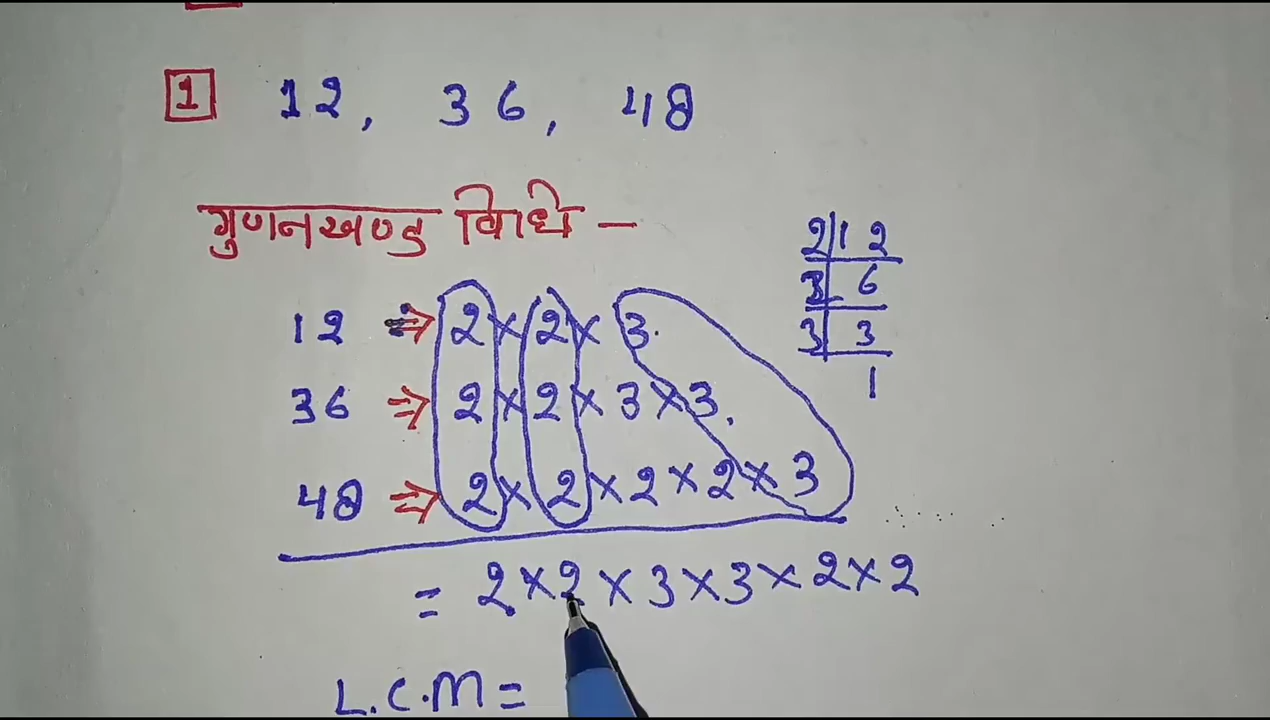 1 12, 36, 48
गुणनखण्ड विधि –
12 ⇒ 2×2×3.
36 ⇒ 2×2×3×3.
48 ⇒ 2×2×2×2×3
= 2×2×3×3×2×2
L.C.M =
2 12
3 6
3 3
1